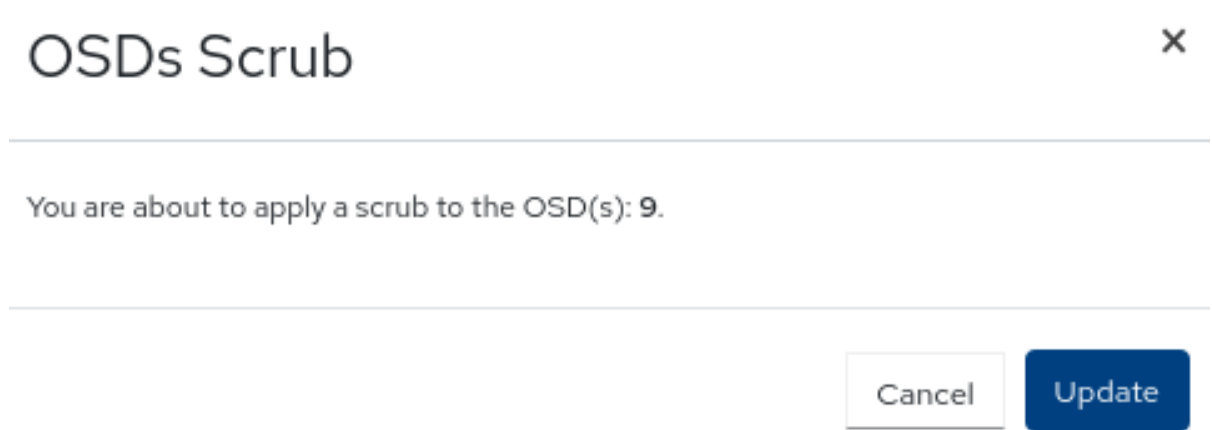 OSDs Scrub
You are about to apply a scrub to the OSD(s): 9.
Cancel
Update